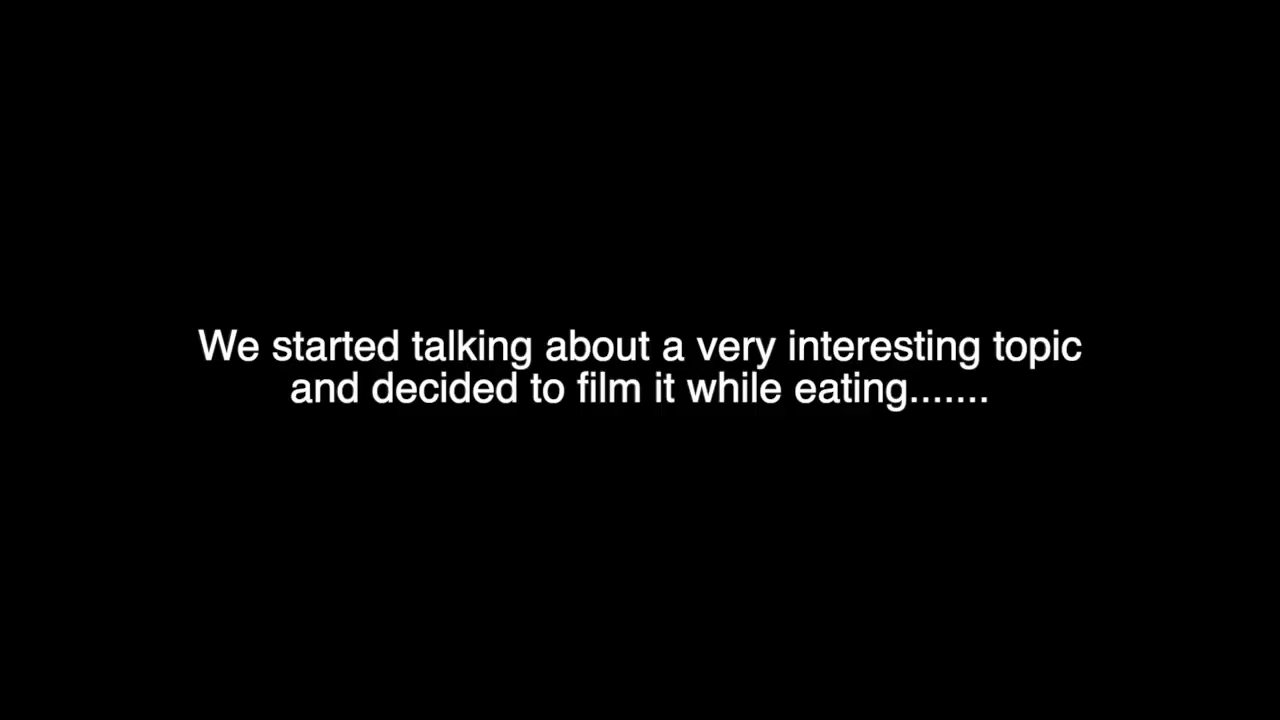 We started talking about a very interesting topic
and decided to film it while eating.......